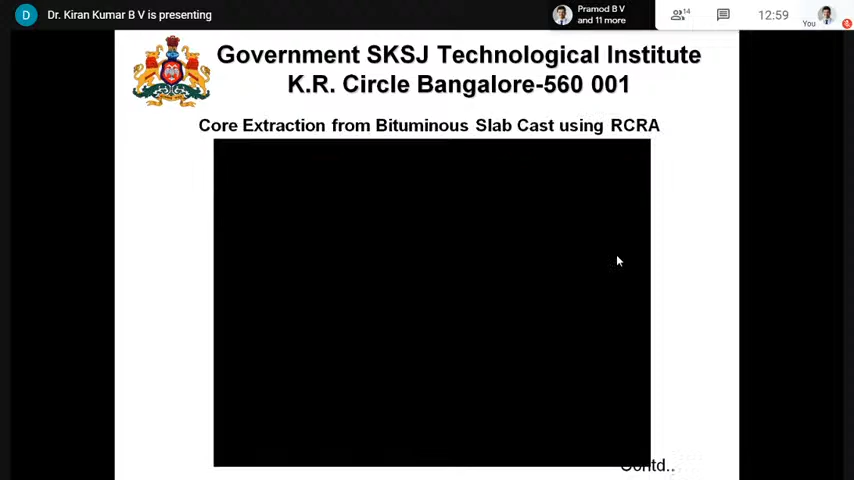 D Dr. Kiran Kumar B V is presenting
Pramod B V
and 11 more
14
12:59
You
Government SKSJ Technological Institute
K.R. Circle Bangalore-560 001
Core Extraction from Bituminous Slab Cast using RCRA
Contd..